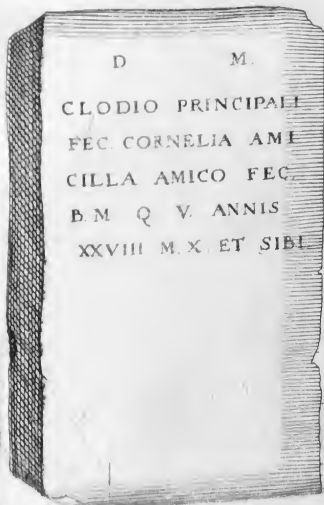 D M.
CLODIO PRINCIPALI
FEC. CORNELIA AMI
CILLA AMICO FEC.
B. M Q V. ANNIS
XXVIII M. X. ET SIBI.